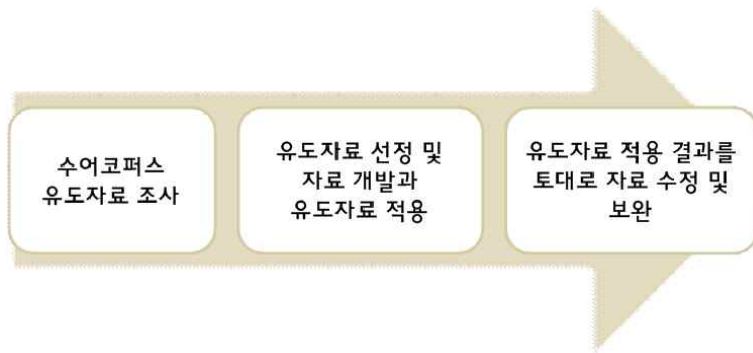 수어코퍼스
유도자료 조사
유도자료 선정 및
자료 개발과
유도자료 적용
유도자료 적용 결과를
토대로 자료 수정 및
보완